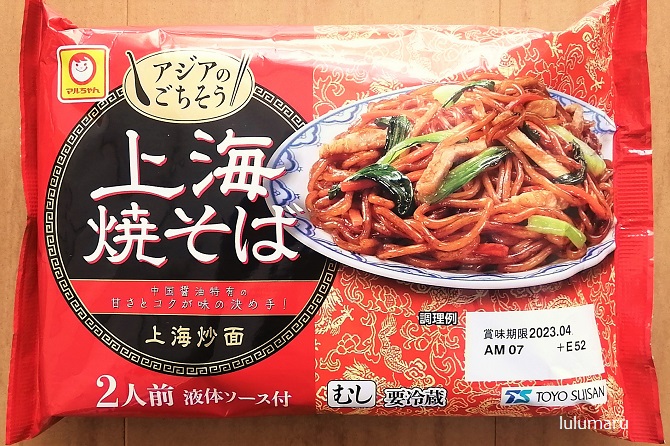 マルちゃん
アジアの
ごちそう
上海
焼そば
中国醤油特有の
甘さとコクが味の決め手!
上海炒面
2人前 液体ソース付
調理例
賞味期限2023.04
AM 07 +E52
むし 要冷蔵
TOYO SUISAN
lulumaru